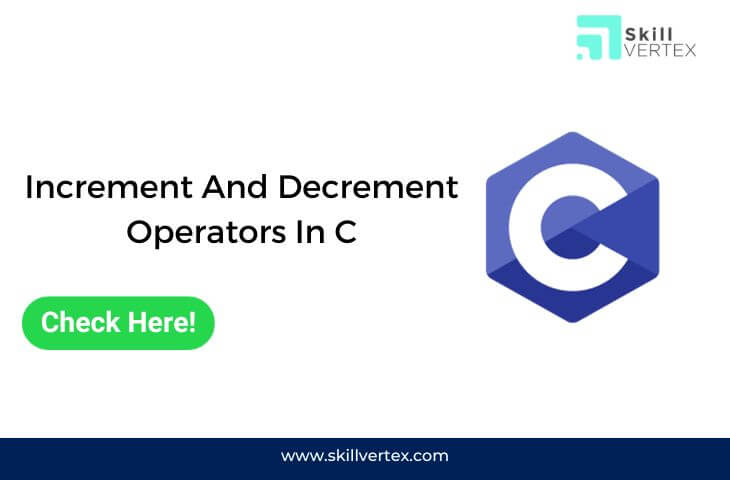 Skill
VERTEX
Increment And Decrement
Operators In C
Check Here!
www.skillvertex.com